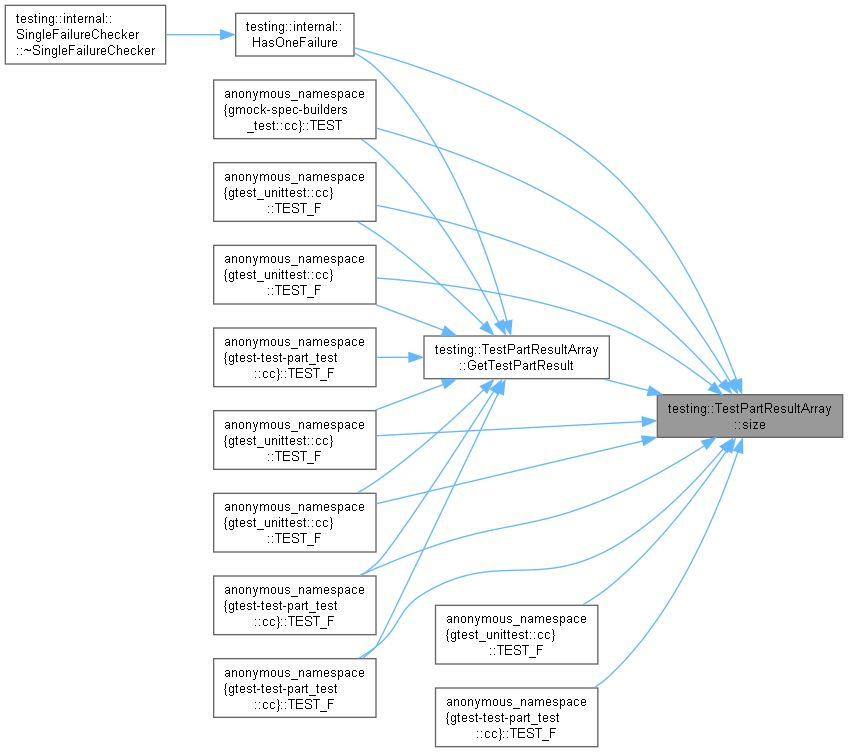 testing::internal::
SingleFailureChecker
::~SingleFailureChecker
testing::internal::
HasOneFailure
anonymous_namespace
{gmock-spec-builders
_test::cc}::TEST
anonymous_namespace
{gtest_unittest::cc}
::TEST_F
anonymous_namespace
{gtest_unittest::cc}
::TEST_F
anonymous_namespace
{gtest-test-part_test
::cc}::TEST_F
anonymous_namespace
{gtest_unittest::cc}
::TEST_F
anonymous_namespace
{gtest_unittest::cc}
::TEST_F
anonymous_namespace
{gtest-test-part_test
::cc}::TEST_F
anonymous_namespace
{gtest-test-part_test
::cc}::TEST_F
testing::TestPartResultArray
::GetTestPartResult
anonymous_namespace
{gtest_unittest::cc}
::TEST_F
anonymous_namespace
{gtest-test-part_test
::cc}::TEST_F
testing::TestPartResultArray
::size